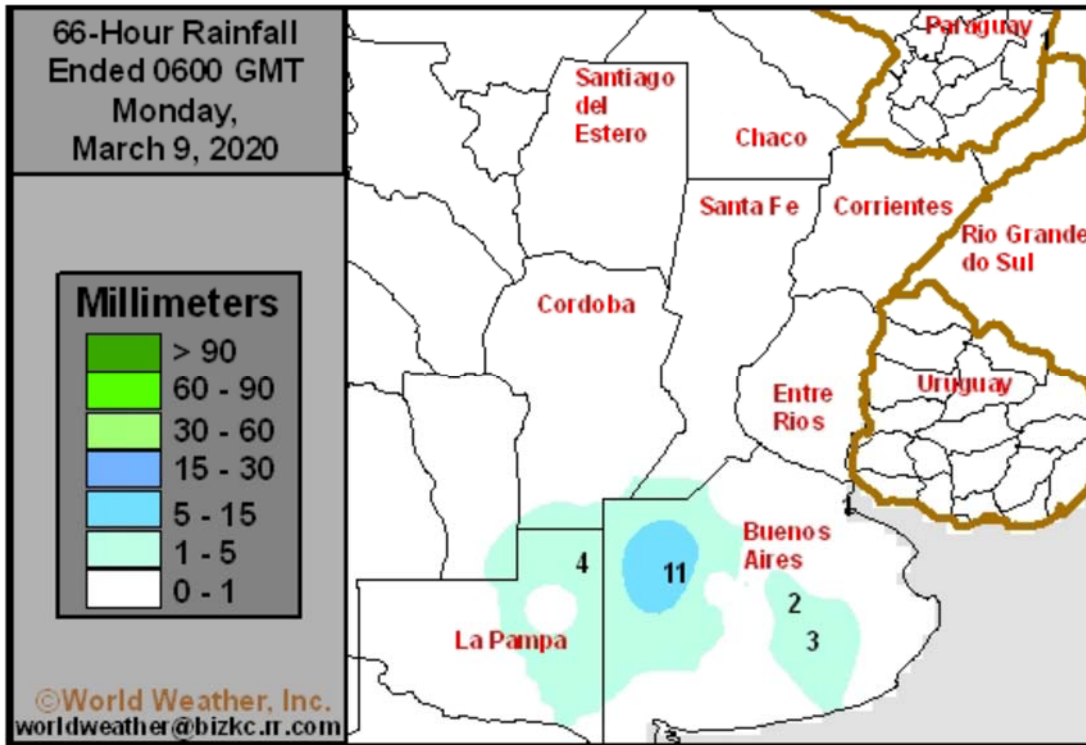 66-Hour Rainfall
Ended 0600 GMT
Monday,
March 9, 2020
Millimeters
> 90
60 - 90
30 - 60
15 - 30
5 - 15
1 - 5
0 - 1
©World Weather, Inc.
worldweather@bizkc.rr.com
Paraguay
Santiago
del
Estero
Chaco
Santa Fe
Corrientes
Rio Grande
do Sul
Cordoba
Entre
Rios
Uruguay
Buenos
Aires
4
11
2
3
La Pampa